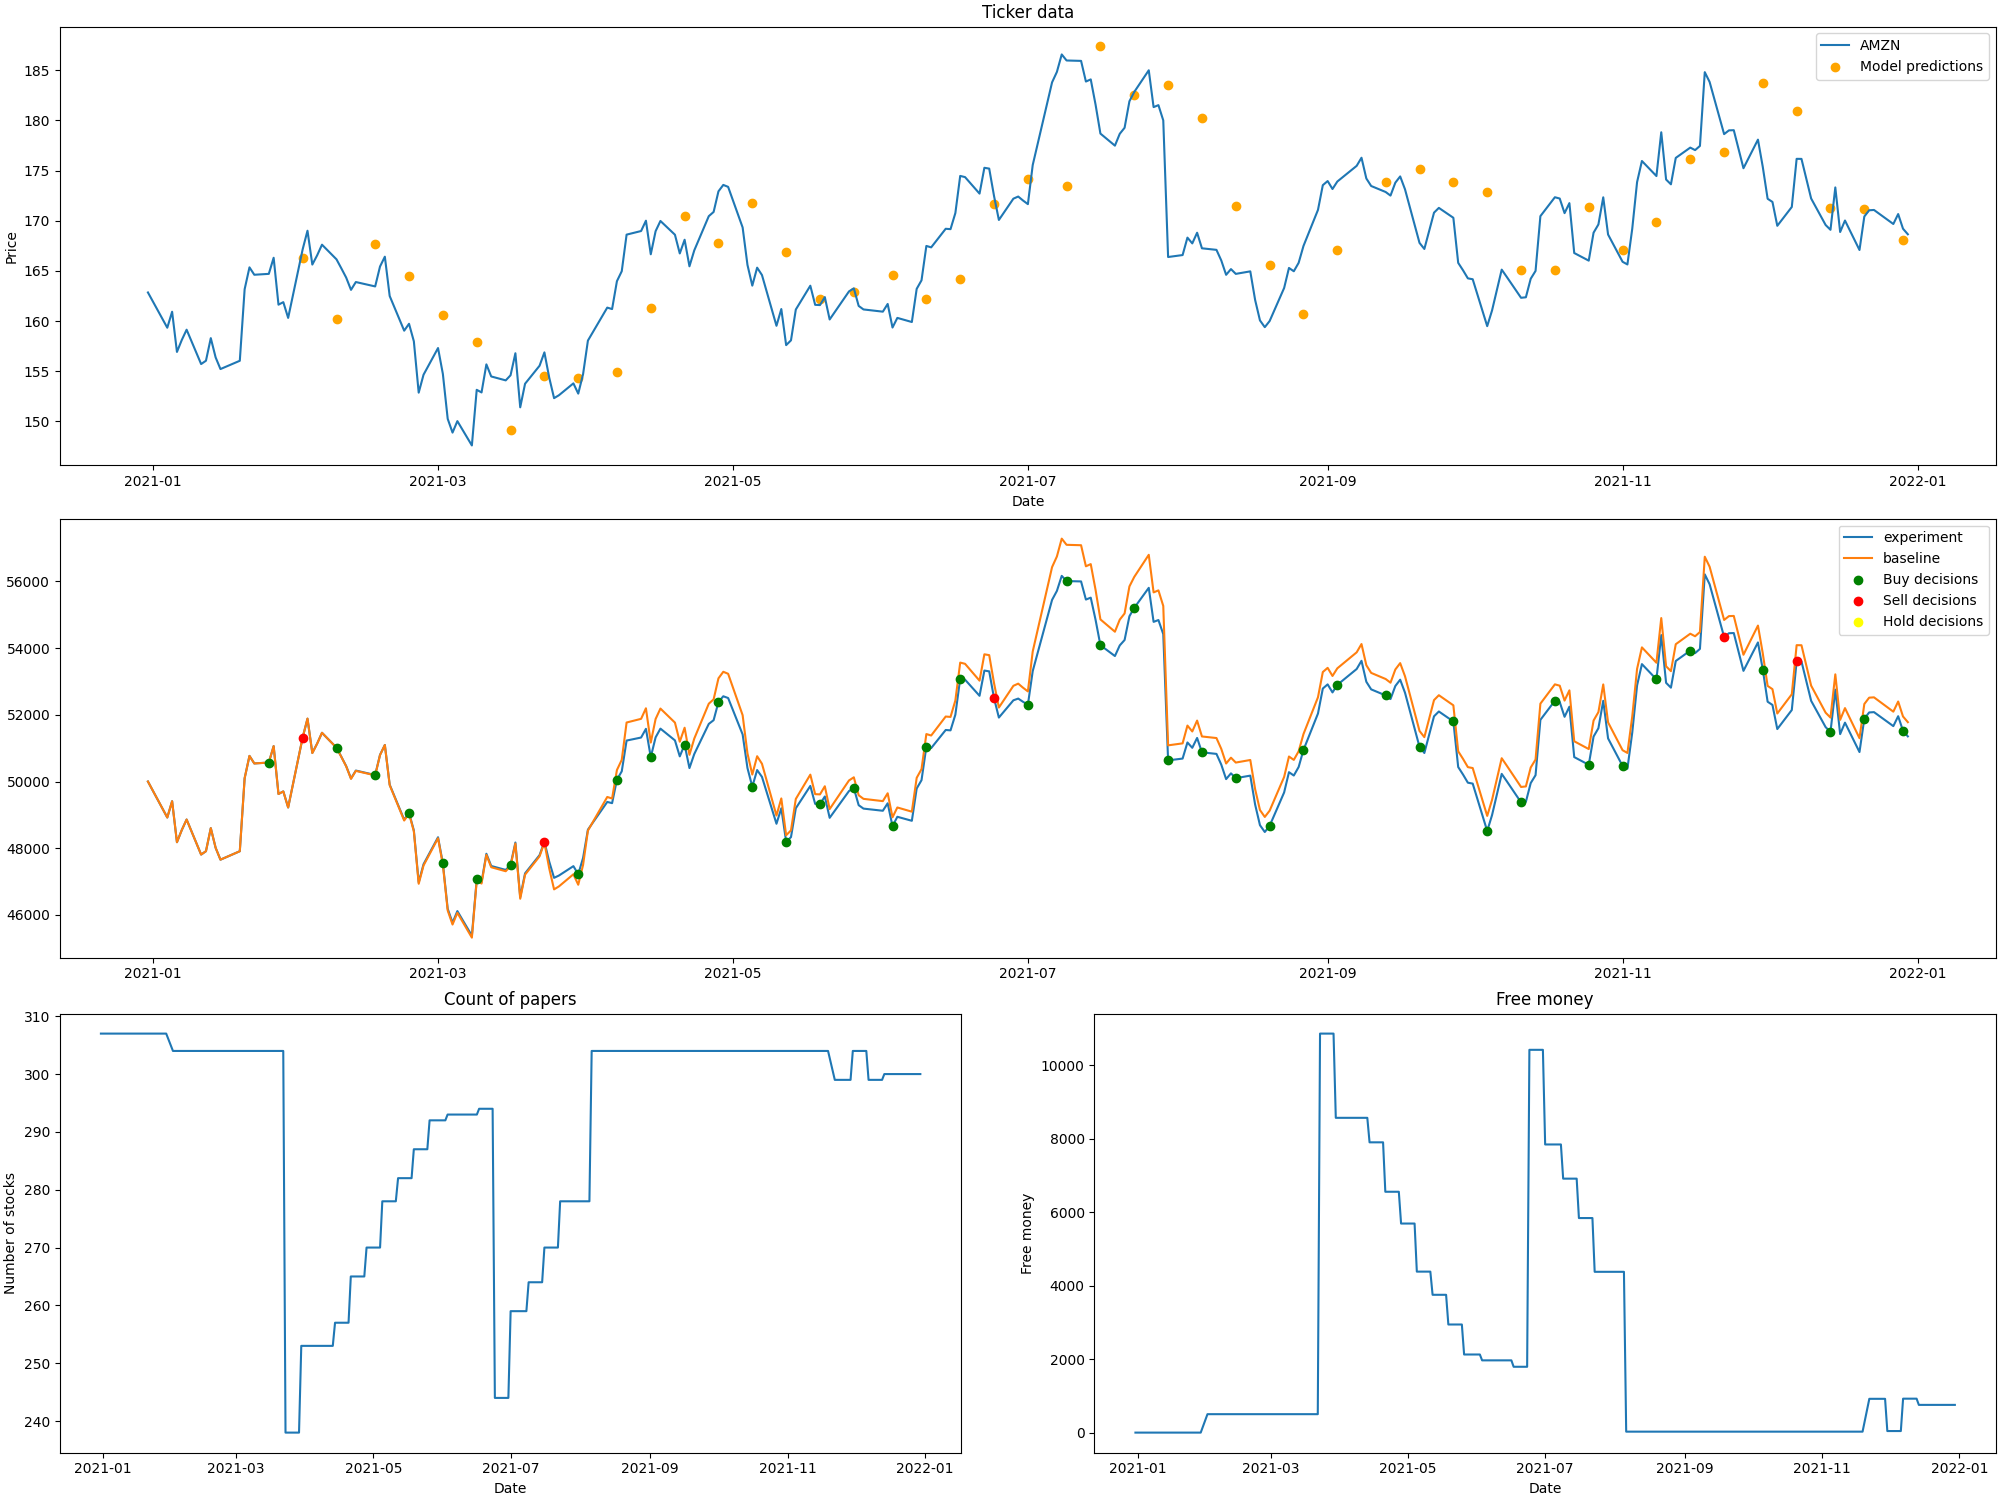 Ticker data
AMZN
Model predictions
185
180
175
170
165
160
155
150
Price
2021-01 2021-03 2021-05 2021-07 2021-09 2021-11 2022-01
Date
experiment
baseline
Buy decisions
Sell decisions
Hold decisions
56000
54000
52000
50000
48000
46000
2021-01 2021-03 2021-05 2021-07 2021-09 2021-11 2022-01
Count of papers
310
300
290
280
270
260
250
240
Number of stocks
2021-01 2021-03 2021-05 2021-07 2021-09 2021-11 2022-01
Date
Free money
10000
8000
6000
4000
2000
0
Free money
2021-01 2021-03 2021-05 2021-07 2021-09 2021-11 2022-01
Date